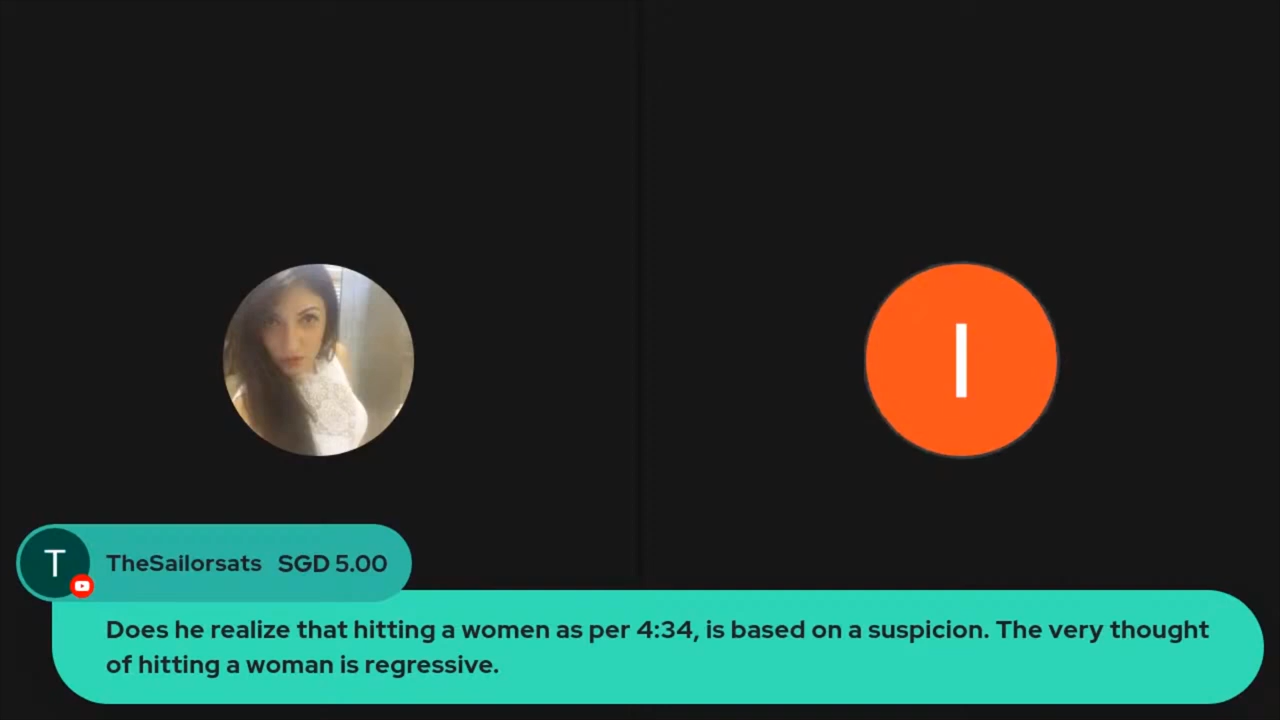 I
T
TheSailorsats SGD 5.00
Does he realize that hitting a women as per 4:34, is based on a suspicion. The very thought
of hitting a woman is regressive.